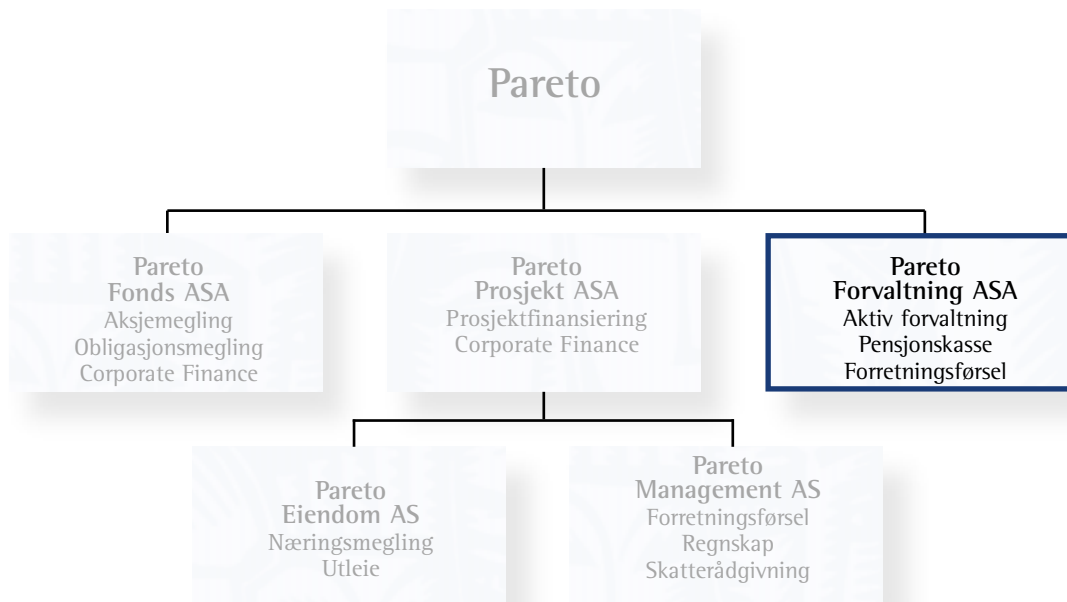 Pareto
Pareto
Fonds ASA
Aksjemegling
Obligasjonsmegling
Corporate Finance
Pareto
Prosjekt ASA
Prosjektfinansiering
Corporate Finance
Pareto
Forvaltning ASA
Aktiv forvaltning
Pensjonskasse
Forretningsførsel
Pareto
Eiendom AS
Næringsmegling
Utleie
Pareto
Management AS
Forretningsførsel
Regnskap
Skatterådgivning